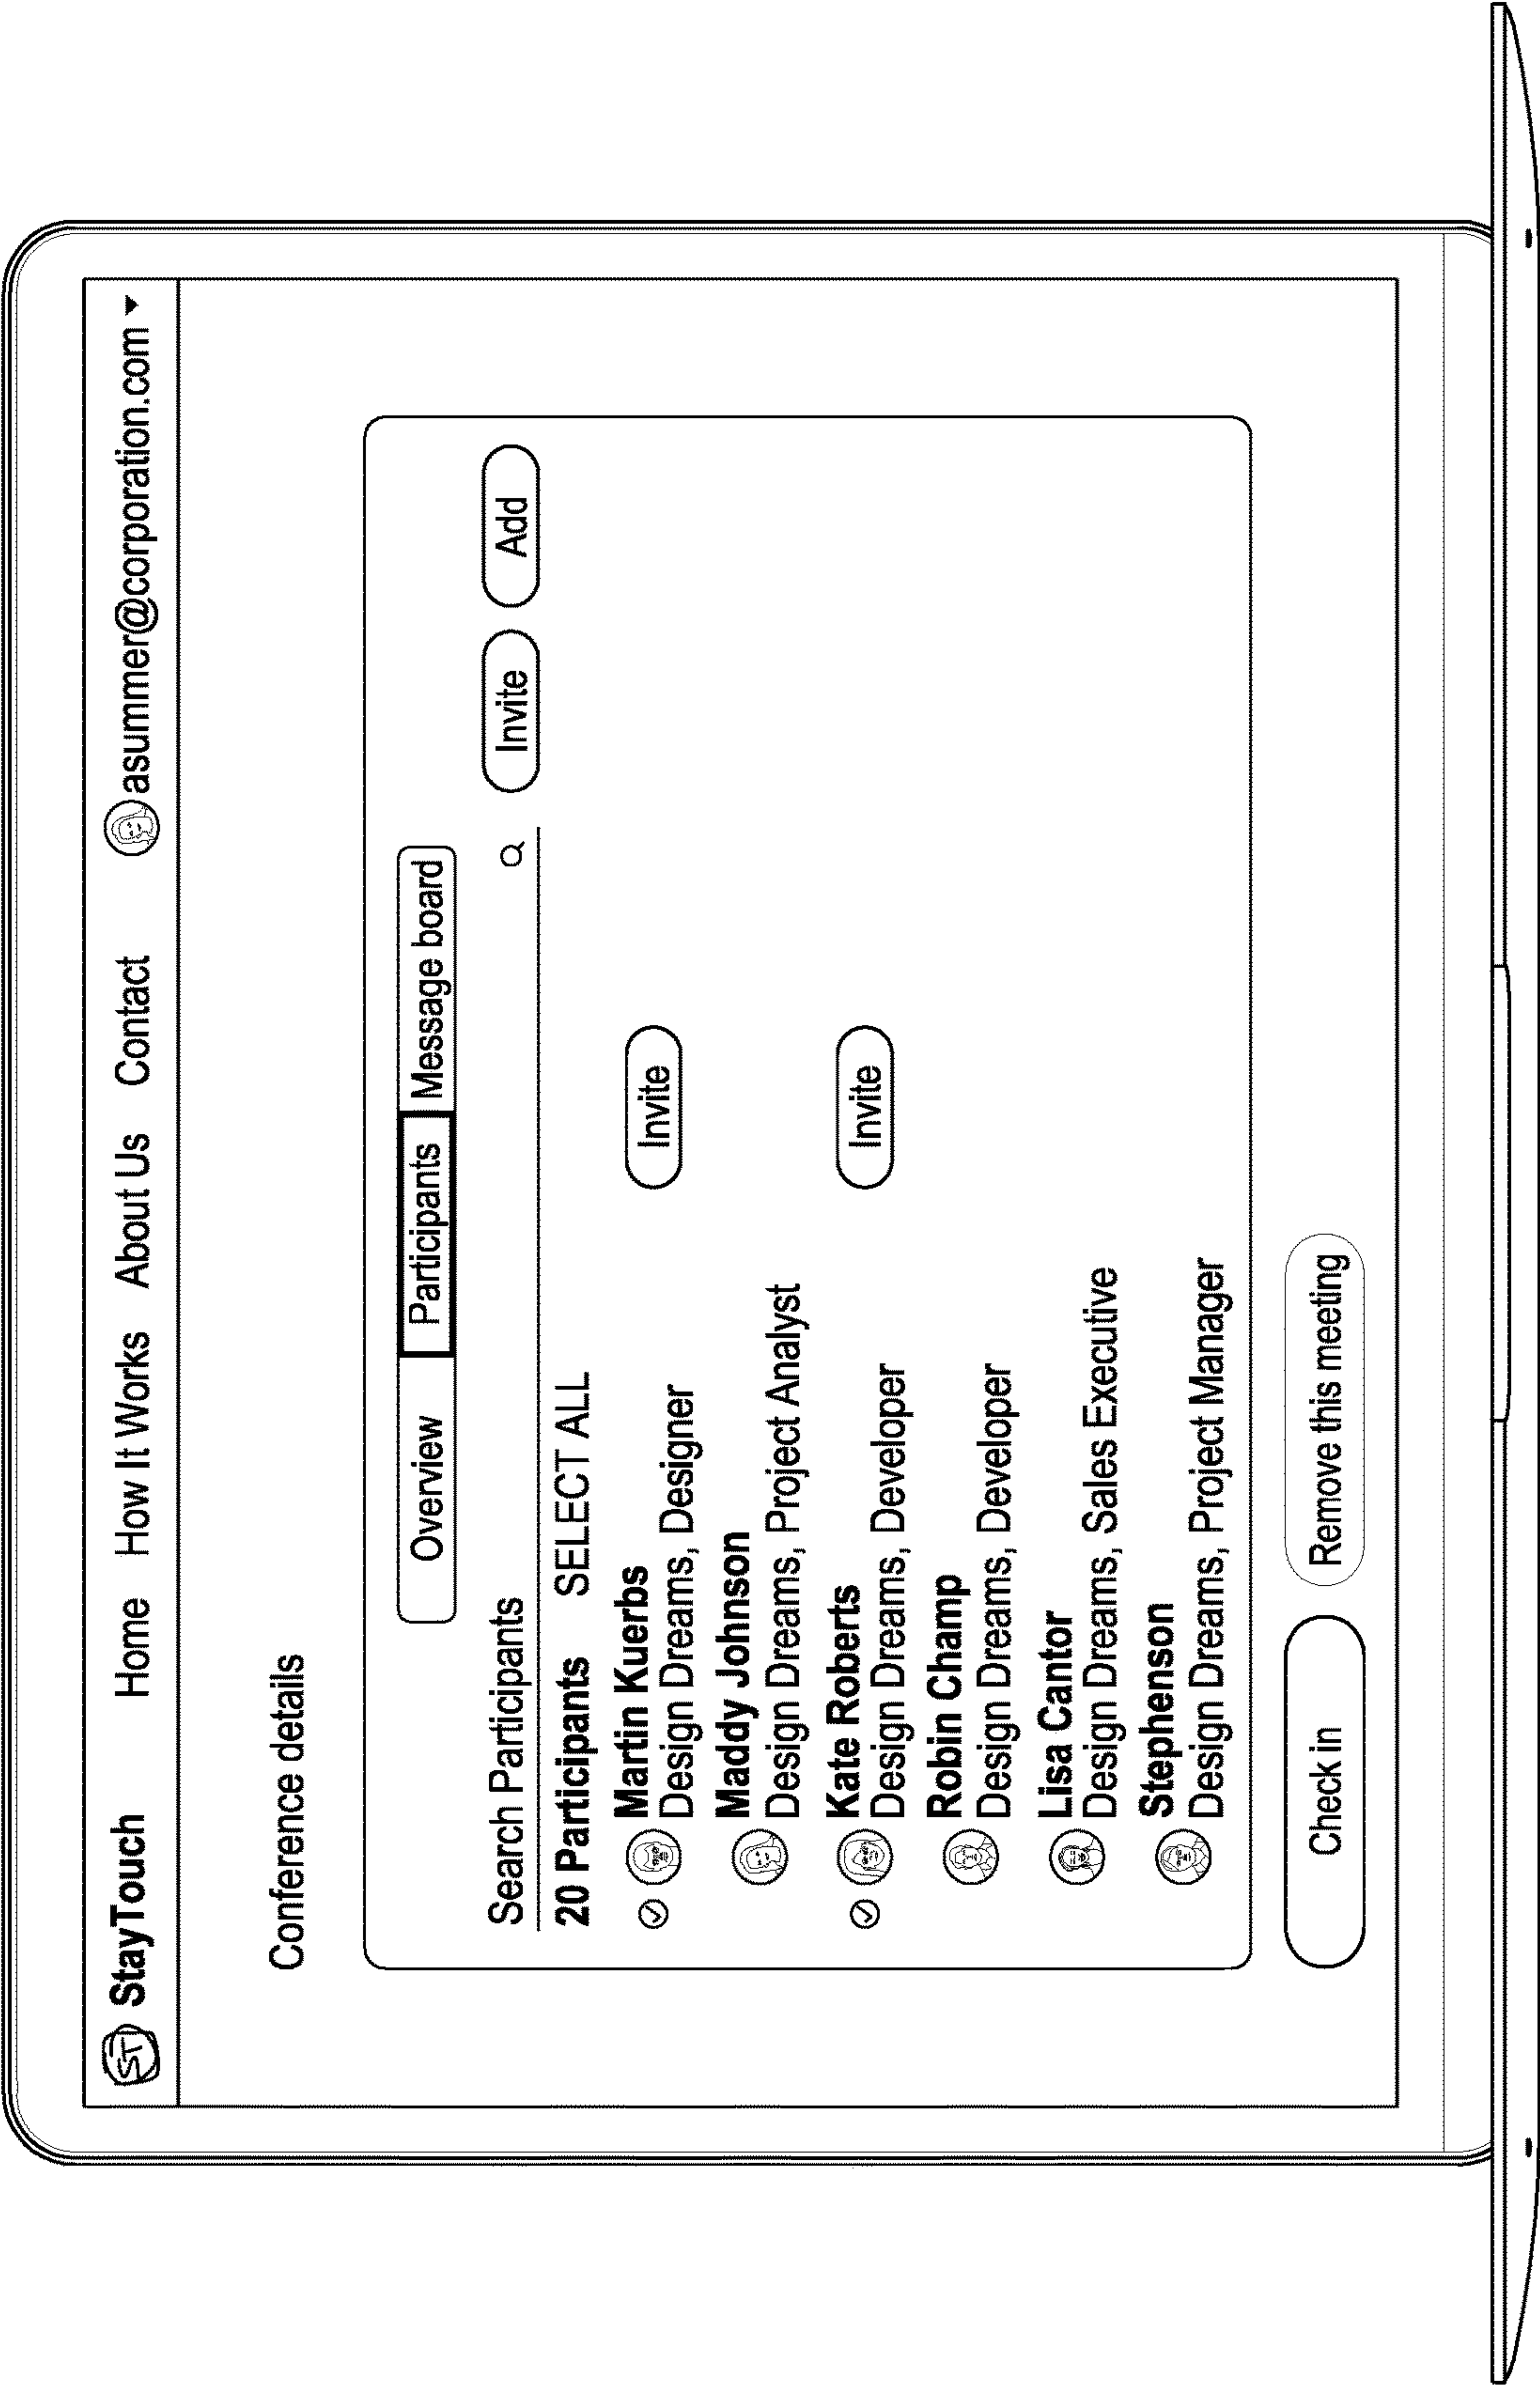 ST StayTouch Home How It Works About Us Contact asummer@corporation.com
Conference details
Overview Participants Message board
Search Participants Invite Add
20 Participants SELECT ALL
Martin Kuerbs
Design Dreams, Designer Invite
Maddy Johnson
Design Dreams, Project Analyst
Kate Roberts
Design Dreams, Developer Invite
Robin Champ
Design Dreams, Developer
Lisa Cantor
Design Dreams, Sales Executive
Stephenson
Design Dreams, Project Manager
Check in Remove this meeting